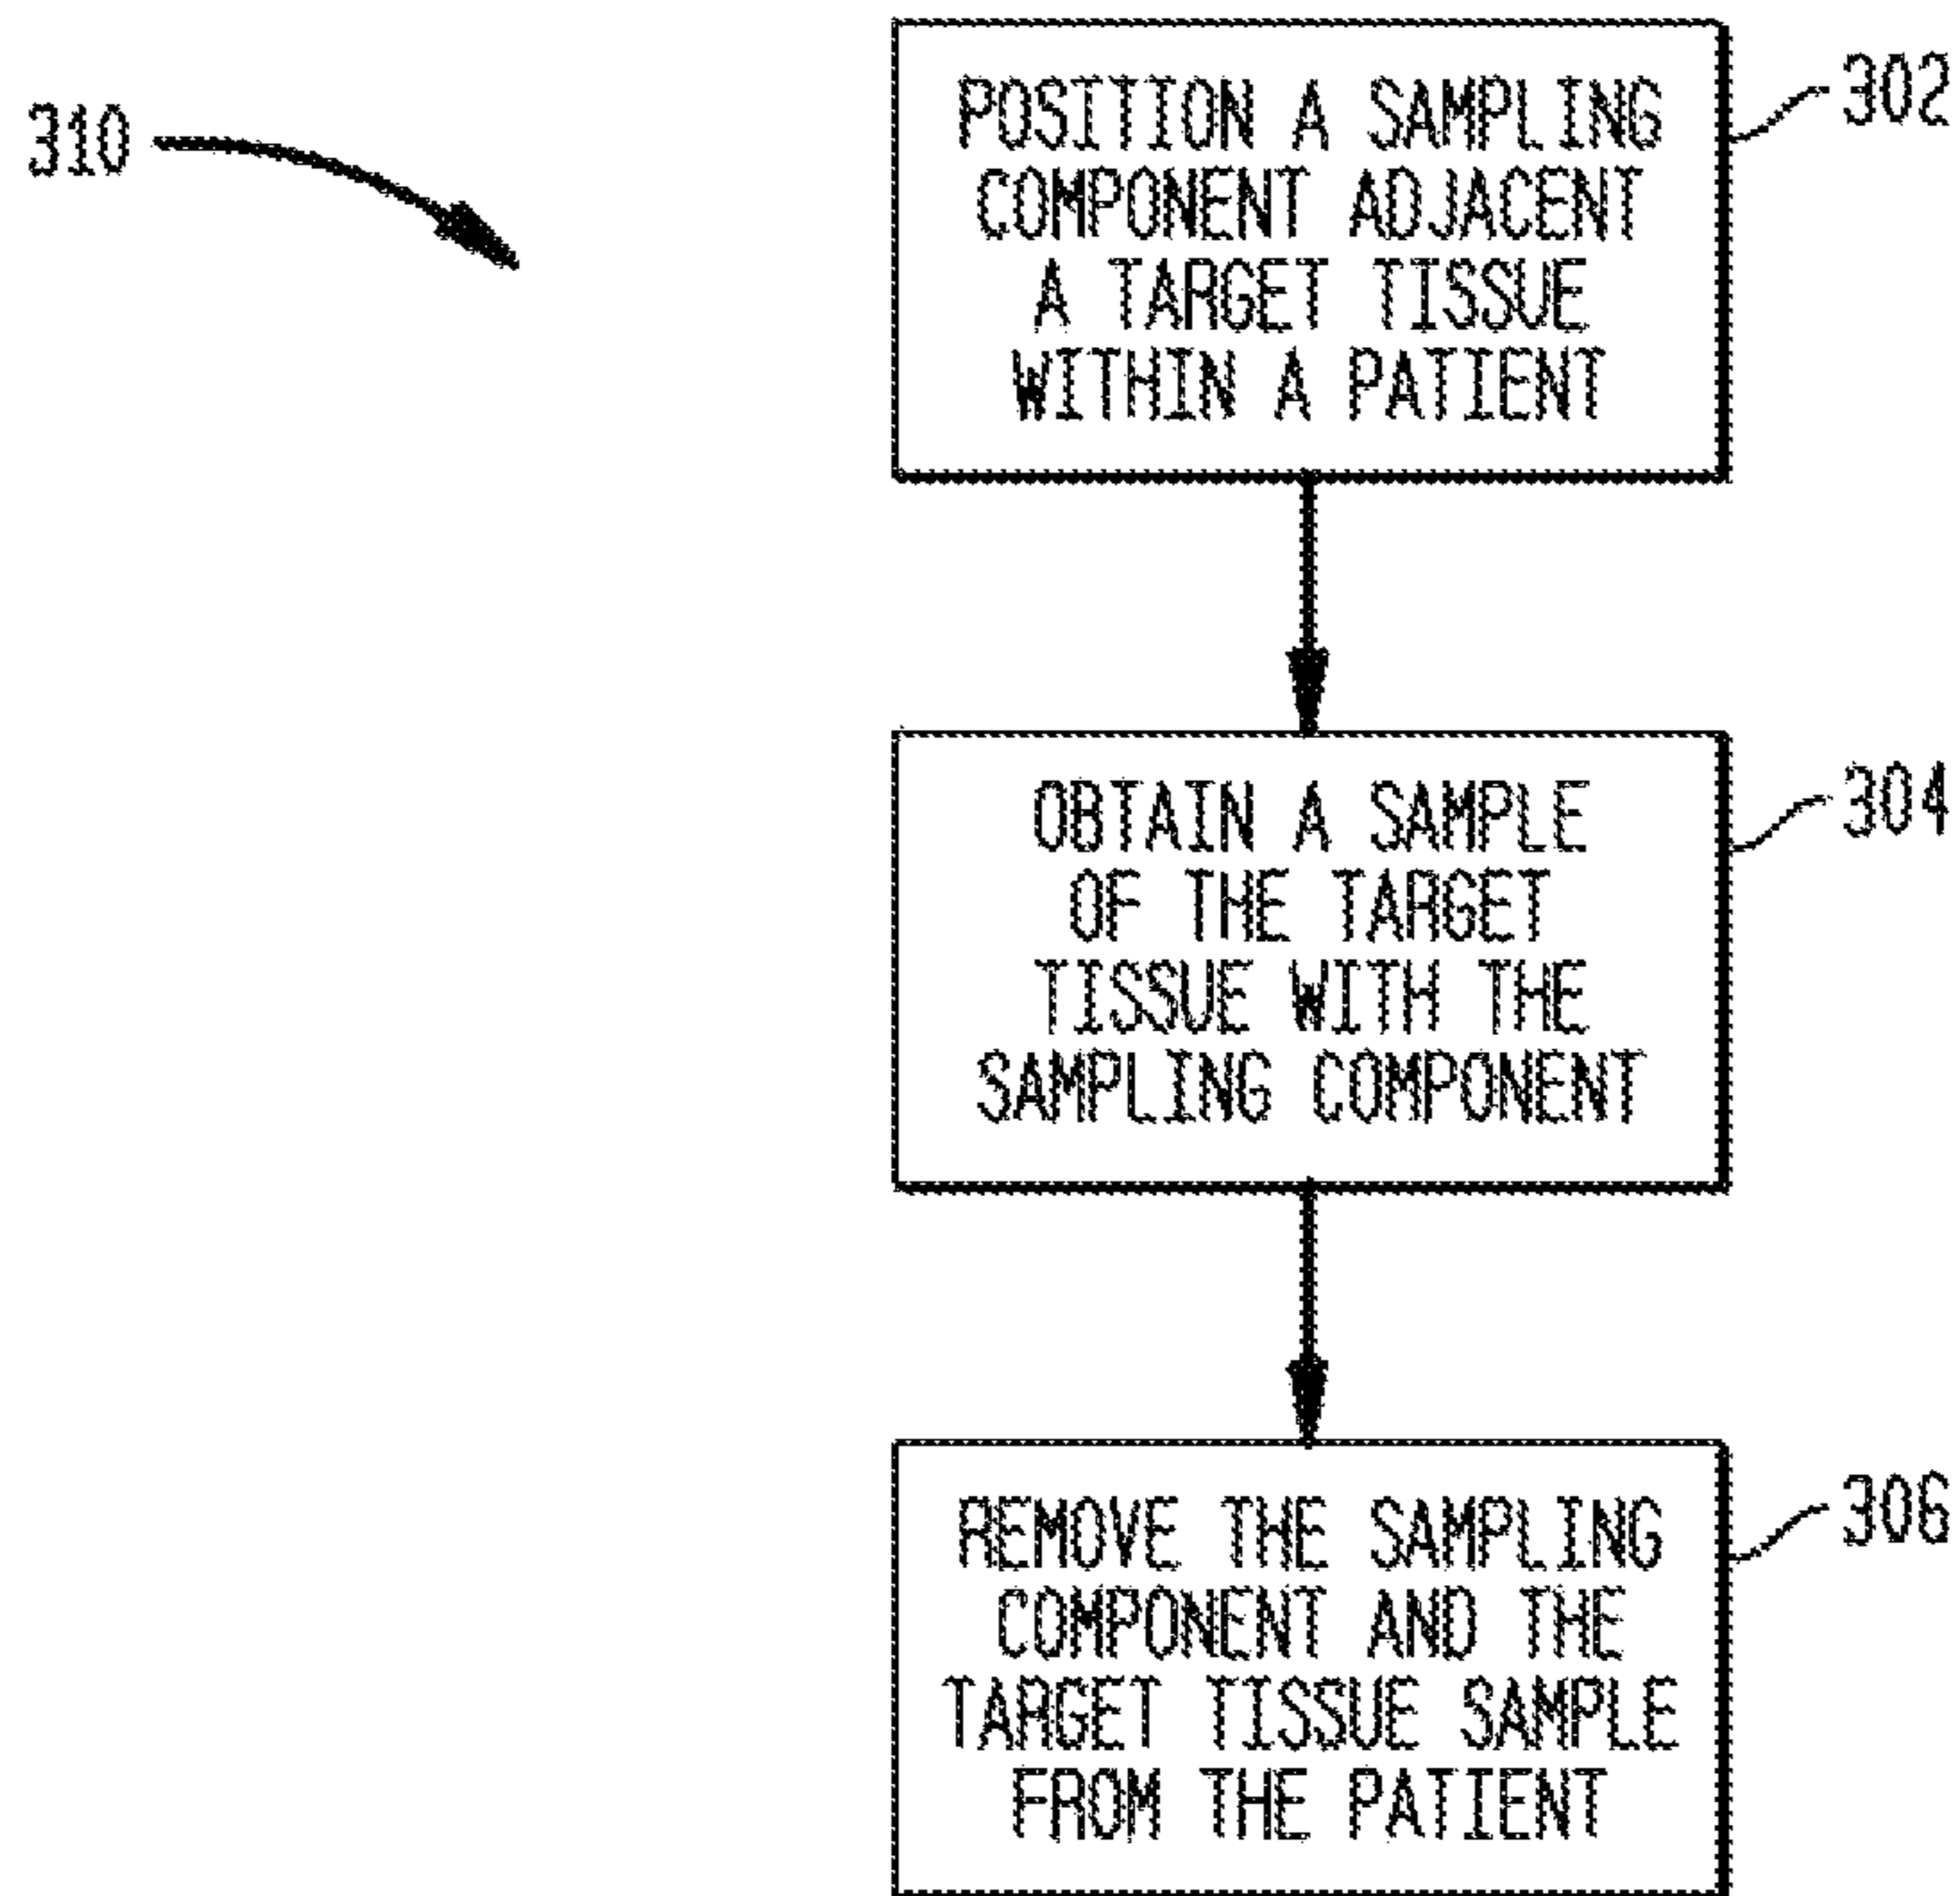 310
POSITION A SAMPLING
COMPONENT ADJACENT
A TARGET TISSUE
WITHIN A PATIENT
302
OBTAIN A SAMPLE
OF THE TARGET
TISSUE WITH THE
SAMPLING COMPONENT
304
REMOVE THE SAMPLING
COMPONENT AND THE
TARGET TISSUE SAMPLE
FROM THE PATIENT
306